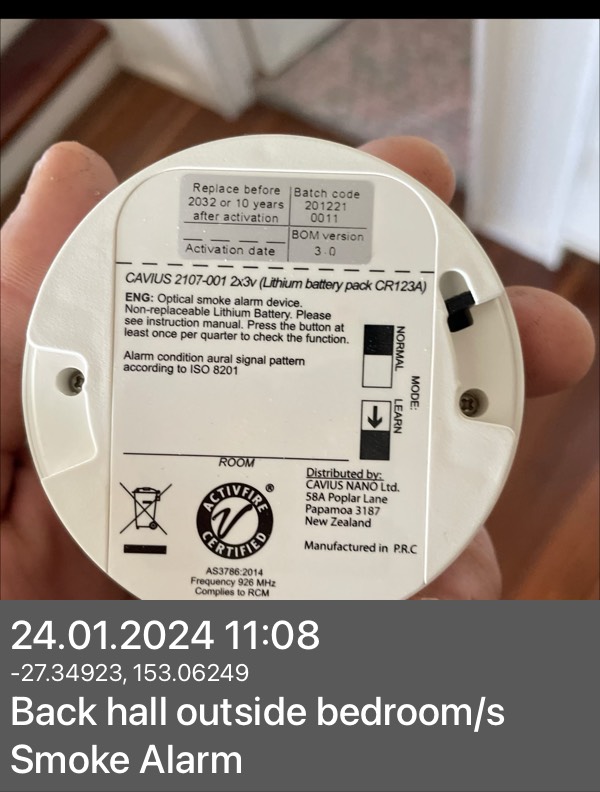 Replace before
2032 or 10 years
after activation
Activation date
Batch code
201221
0011
BOM version
3.0
CAVIUS 2107-001 2x3v (Lithium battery pack CR123A)
ENG: Optical smoke alarm device.
Non-replaceable Lithium Battery. Please
see instruction manual. Press the button at
least once per quarter to check the function.
Alarm condition aural signal pattern
according to ISO 8201
NORMAL
MODE:
LEARN
ROOM
ACTIVFIRE ®
CERTIFIED
AS3786:2014
Frequency 926 MHz
Complies to RCM
Distributed by:
CAVIUS NANO Ltd.
58A Poplar Lane
Papamoa 3187
New Zealand
Manufactured in P.R.C
24.01.2024 11:08
-27.34923, 153.06249
Back hall outside bedroom/s
Smoke Alarm